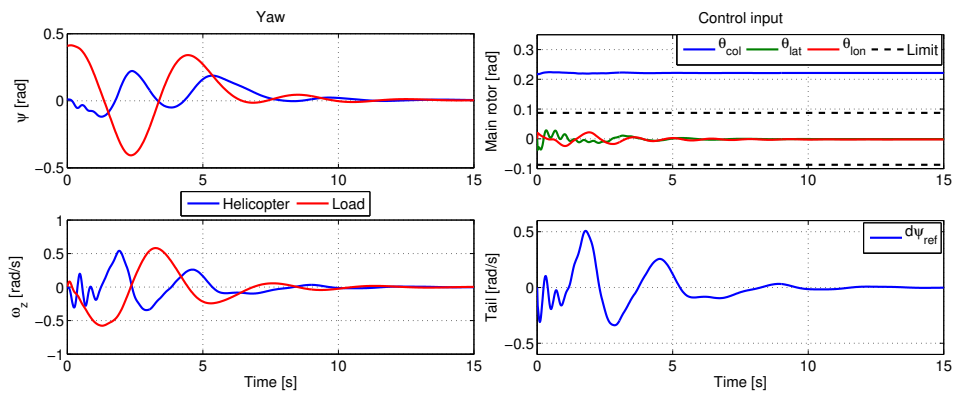 Yaw
0.5
0
−0.5
ψ [rad]
0 5 10 15
Helicopter Load
1
0.5
0
−0.5
−1
ω_z [rad/s]
0 5 10 15
Time [s]
Control input
θ_col θ_lat θ_lon Limit
0.3
0.2
0.1
0
−0.1
Main rotor [rad]
0 5 10 15
dψ_ref
0.5
0
−0.5
Tail [rad/s]
0 5 10 15
Time [s]